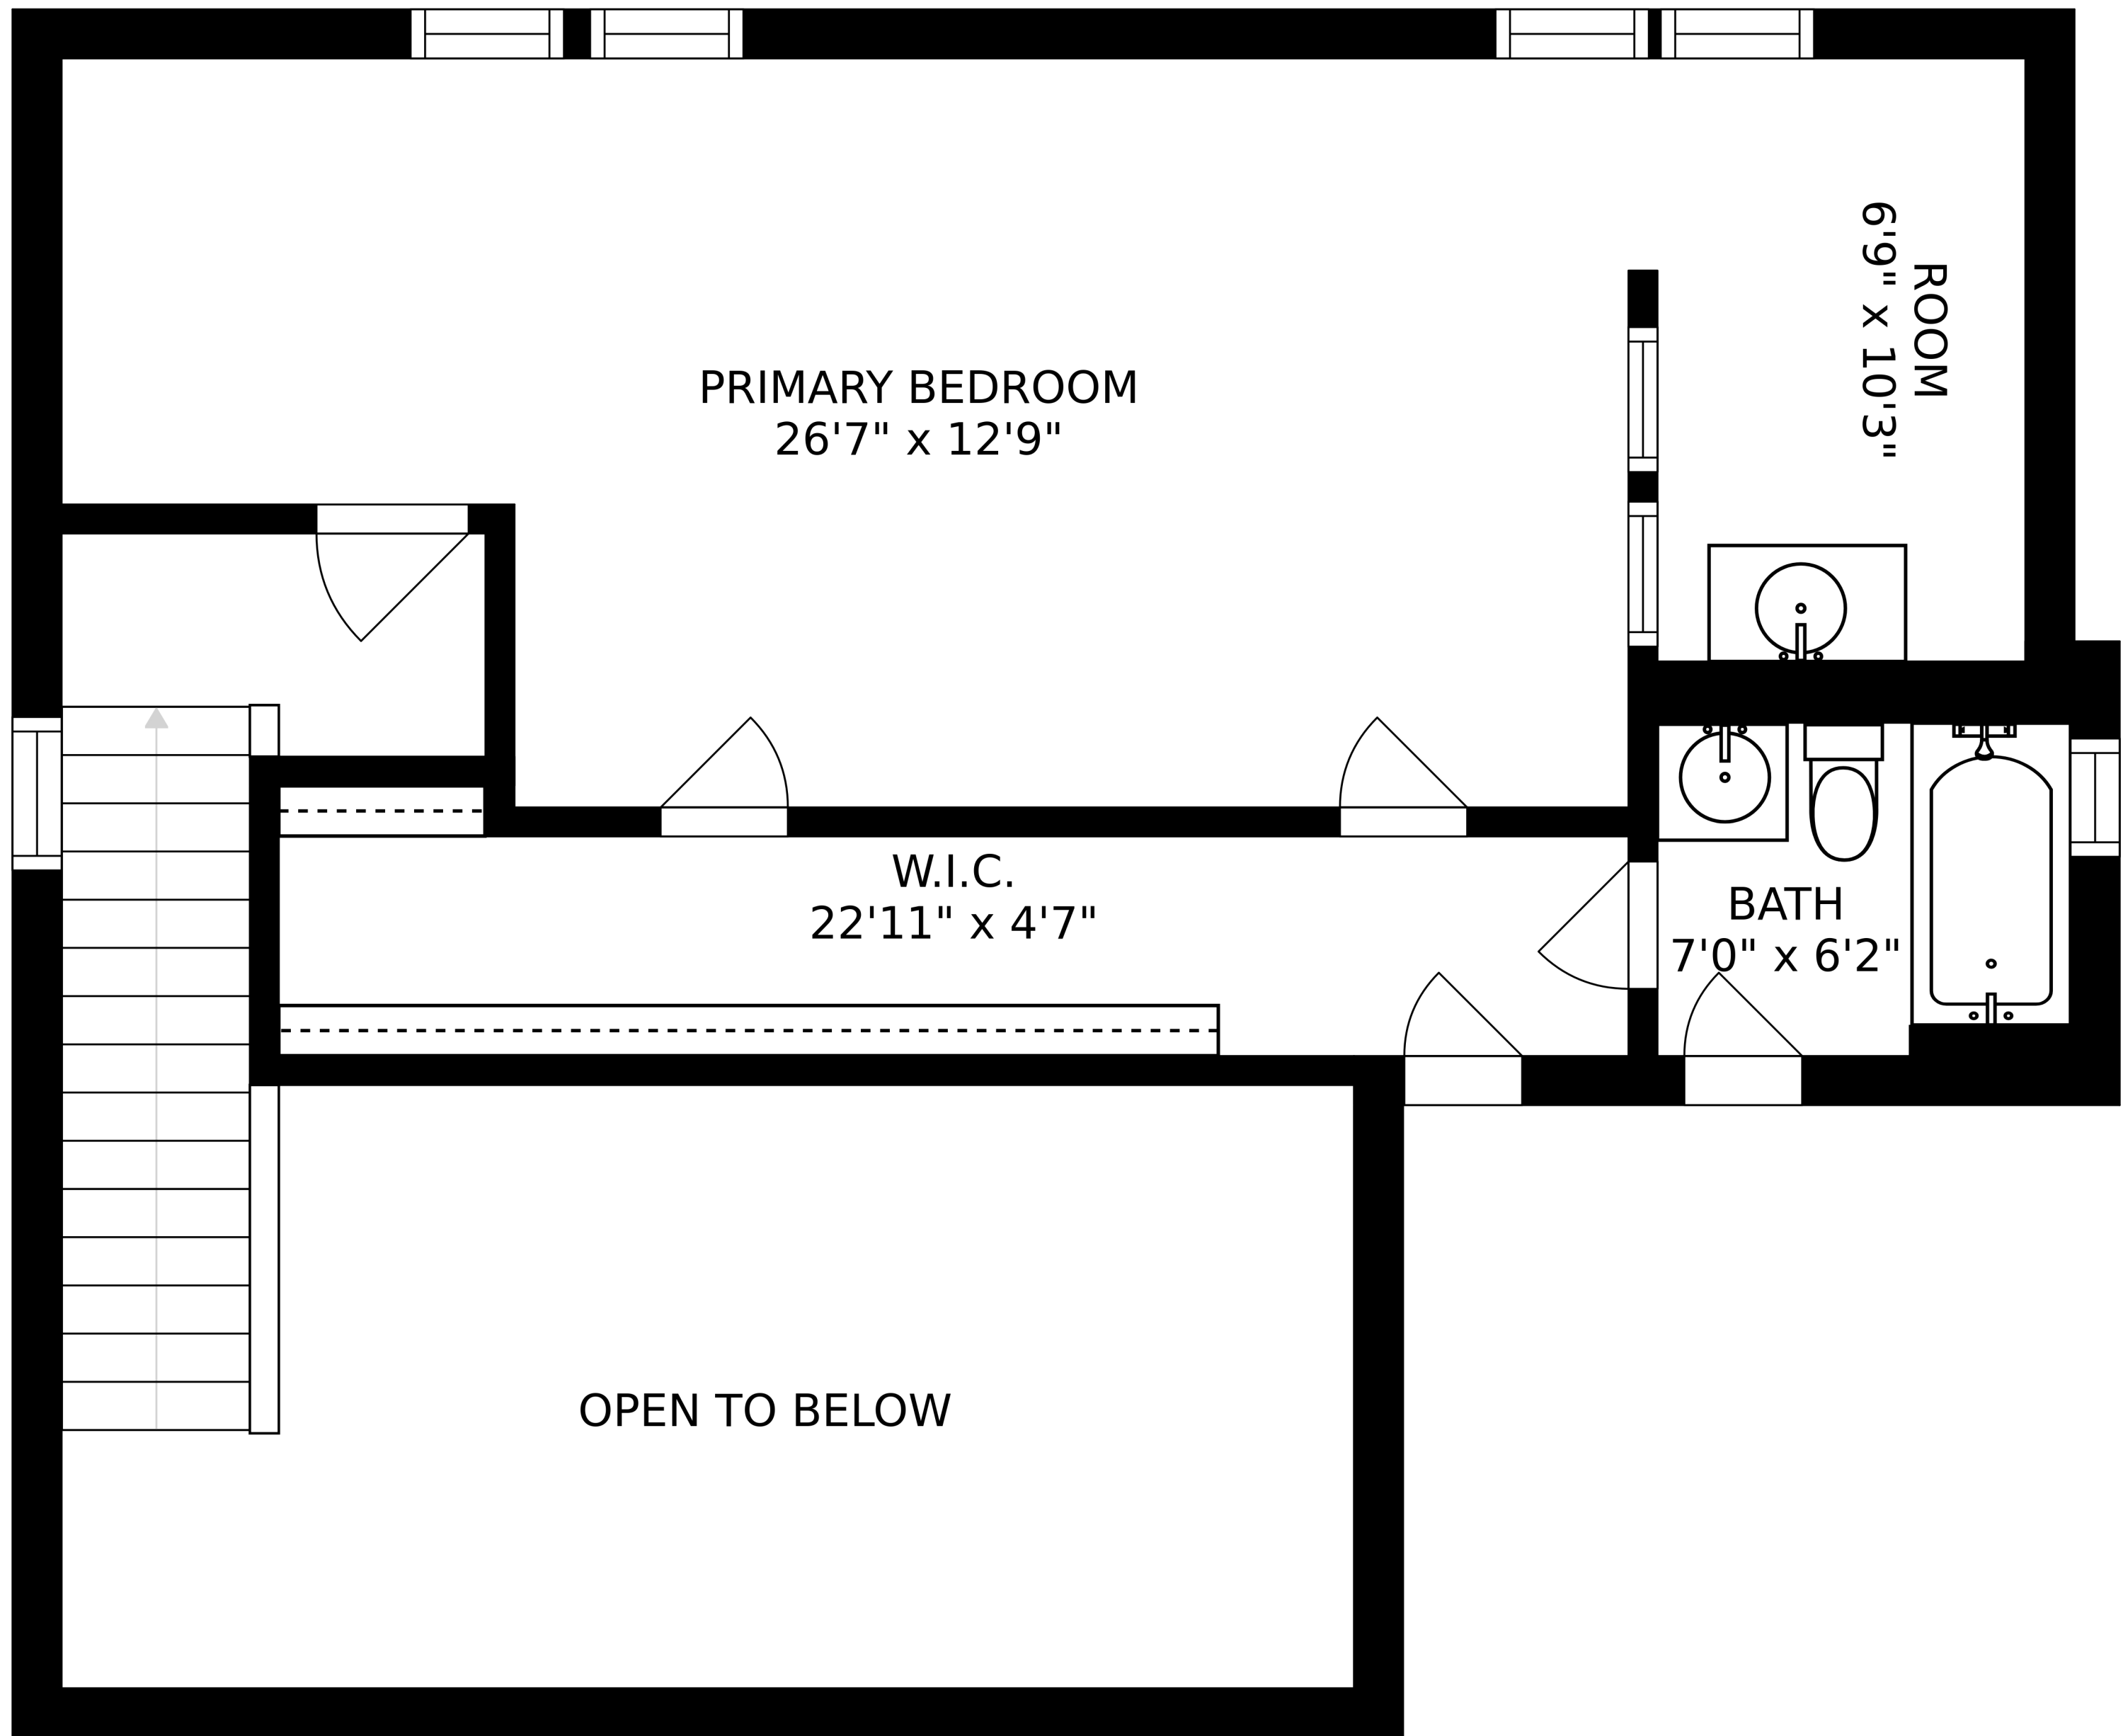 PRIMARY BEDROOM
26'7" x 12'9"
ROOM
6'9" x 10'3"
W.I.C.
22'11" x 4'7"
BATH
7'0" x 6'2"
OPEN TO BELOW